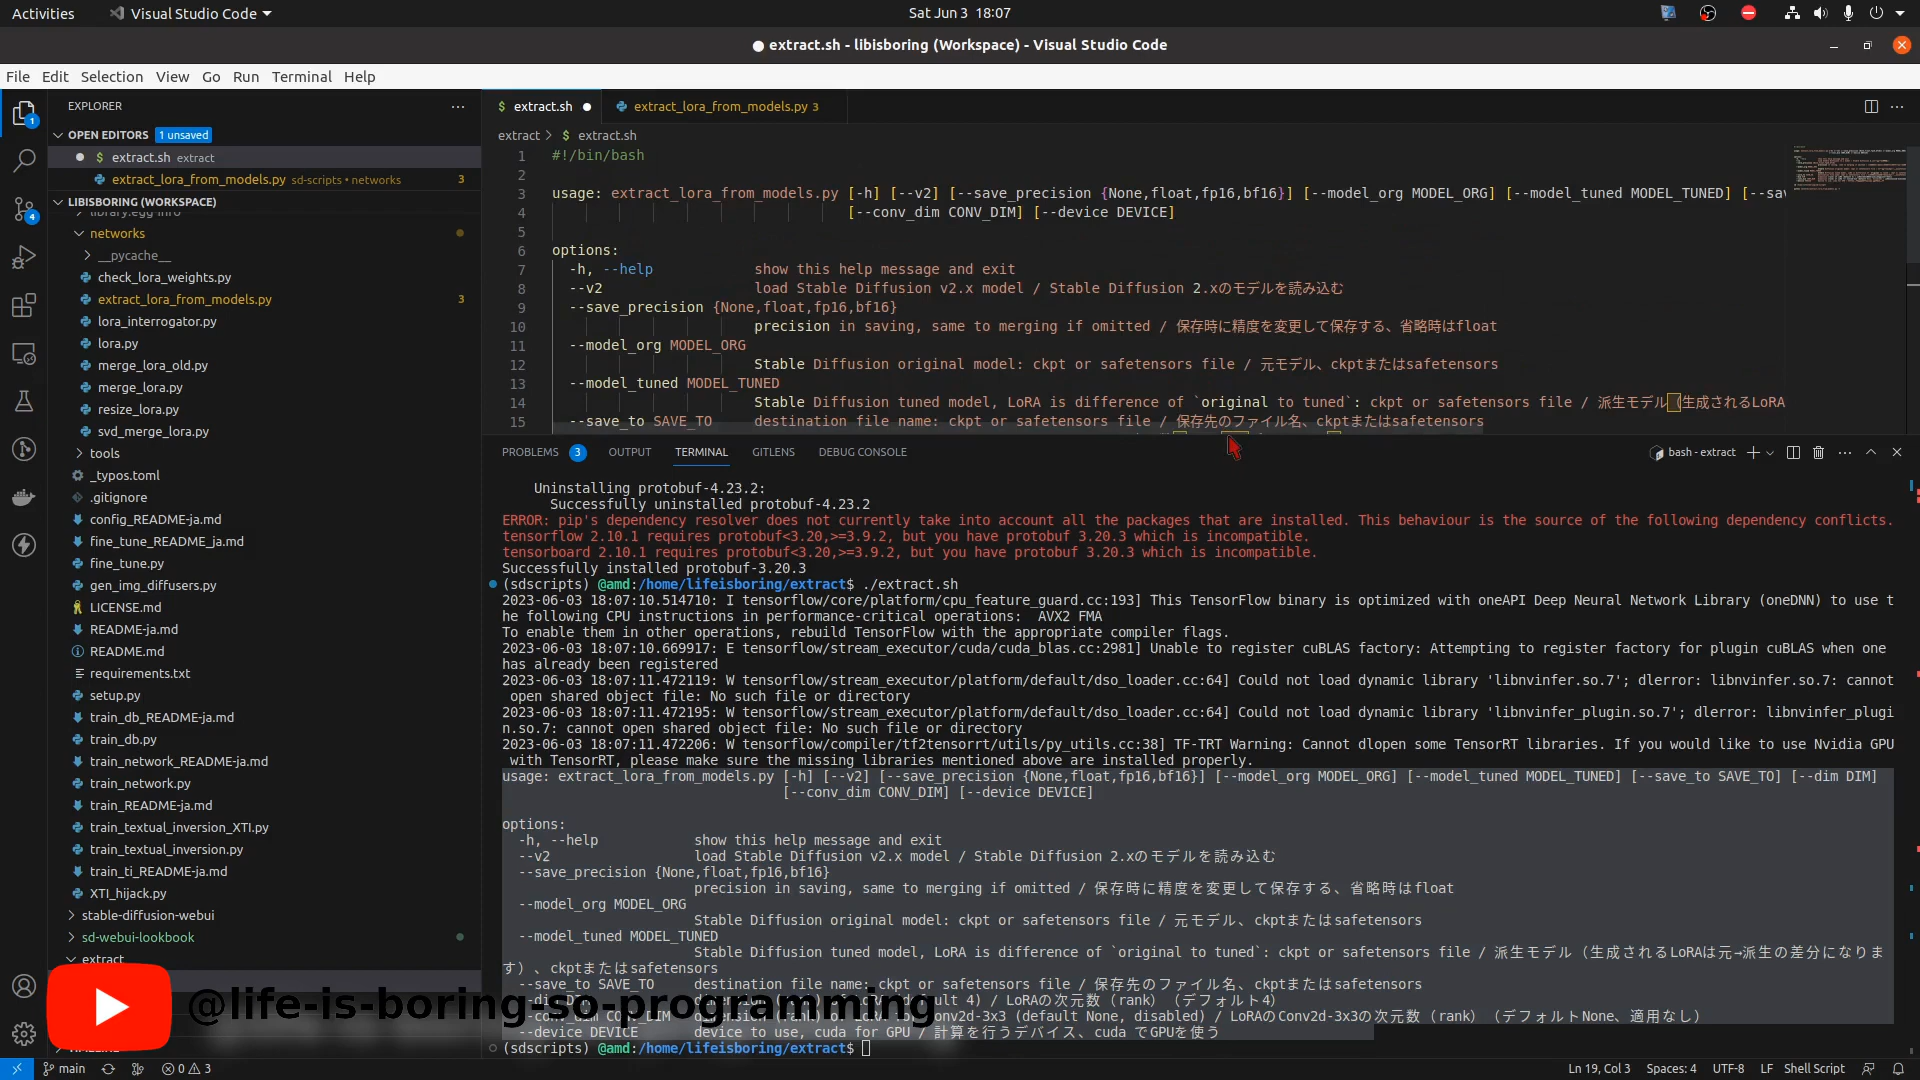 Activities
Visual Studio Code
Sat Jun 3 18:07
● extract.sh - libisboring (Workspace) - Visual Studio Code
File Edit Selection View Go Run Terminal Help
EXPLORER
OPEN EDITORS 1 unsaved
extract.sh extract
extract_lora_from_models.py sd-scripts • networks 3
LIBISBORING (WORKSPACE)
library.egg-info
networks
__pycache__
check_lora_weights.py
extract_lora_from_models.py 3
lora_interrogator.py
lora.py
merge_lora_old.py
merge_lora.py
resize_lora.py
svd_merge_lora.py
tools
_typos.toml
.gitignore
config_README-ja.md
fine_tune_README_ja.md
fine_tune.py
gen_img_diffusers.py
LICENSE.md
README-ja.md
README.md
requirements.txt
setup.py
train_db_README-ja.md
train_db.py
train_network_README-ja.md
train_network.py
train_README-ja.md
train_textual_inversion_XTI.py
train_textual_inversion.py
train_ti_README-ja.md
XTI_hijack.py
stable-diffusion-webui
sd-webui-lookbook
extract
1
4
$ extract.sh ●
extract_lora_from_models.py 3
extract > $ extract.sh
1 #!/bin/bash
2
3 usage: extract_lora_from_models.py [-h] [--v2] [--save_precision {None,float,fp16,bf16}] [--model_org MODEL_ORG] [--model_tuned MODEL_TUNED] [--sav
4 [--conv_dim CONV_DIM] [--device DEVICE]
5
6 options:
7 -h, --help show this help message and exit
8 --v2 load Stable Diffusion v2.x model / Stable Diffusion 2.xのモデルを読み込む
9 --save_precision {None,float,fp16,bf16}
10 precision in saving, same to merging if omitted / 保存時に精度を変更して保存する、省略時はfloat
11 --model_org MODEL_ORG
12 Stable Diffusion original model: ckpt or safetensors file / 元モデル、ckptまたはsafetensors
13 --model_tuned MODEL_TUNED
14 Stable Diffusion tuned model, LoRA is difference of `original to tuned`: ckpt or safetensors file / 派生モデル（生成されるLoRA
15 --save_to SAVE_TO destination file name: ckpt or safetensors file / 保存先のファイル名、ckptまたはsafetensors
PROBLEMS 3 OUTPUT TERMINAL GITLENS DEBUG CONSOLE
bash - extract
Uninstalling protobuf-4.23.2:
Successfully uninstalled protobuf-4.23.2
ERROR: pip's dependency resolver does not currently take into account all the packages that are installed. This behaviour is the source of the following dependency conflicts.
tensorflow 2.10.1 requires protobuf<3.20,>=3.9.2, but you have protobuf 3.20.3 which is incompatible.
tensorboard 2.10.1 requires protobuf<3.20,>=3.9.2, but you have protobuf 3.20.3 which is incompatible.
Successfully installed protobuf-3.20.3
(sdscripts) @amd:/home/lifeisboring/extract$ ./extract.sh
2023-06-03 18:07:10.514710: I tensorflow/core/platform/cpu_feature_guard.cc:193] This TensorFlow binary is optimized with oneAPI Deep Neural Network Library (oneDNN) to use t
he following CPU instructions in performance-critical operations:  AVX2 FMA
To enable them in other operations, rebuild TensorFlow with the appropriate compiler flags.
2023-06-03 18:07:10.669917: E tensorflow/stream_executor/cuda/cuda_blas.cc:2981] Unable to register cuBLAS factory: Attempting to register factory for plugin cuBLAS when one
has already been registered
2023-06-03 18:07:11.472119: W tensorflow/stream_executor/platform/default/dso_loader.cc:64] Could not load dynamic library 'libnvinfer.so.7'; dlerror: libnvinfer.so.7: cannot
open shared object file: No such file or directory
2023-06-03 18:07:11.472195: W tensorflow/stream_executor/platform/default/dso_loader.cc:64] Could not load dynamic library 'libnvinfer_plugin.so.7'; dlerror: libnvinfer_plugi
n.so.7: cannot open shared object file: No such file or directory
2023-06-03 18:07:11.472206: W tensorflow/compiler/tf2tensorrt/utils/py_utils.cc:38] TF-TRT Warning: Cannot dlopen some TensorRT libraries. If you would like to use Nvidia GPU
with TensorRT, please make sure the missing libraries mentioned above are installed properly.
usage: extract_lora_from_models.py [-h] [--v2] [--save_precision {None,float,fp16,bf16}] [--model_org MODEL_ORG] [--model_tuned MODEL_TUNED] [--save_to SAVE_TO] [--dim DIM]
[--conv_dim CONV_DIM] [--device DEVICE]
options:
-h, --help show this help message and exit
--v2 load Stable Diffusion v2.x model / Stable Diffusion 2.xのモデルを読み込む
--save_precision {None,float,fp16,bf16}
precision in saving, same to merging if omitted / 保存時に精度を変更して保存する、省略時はfloat
--model_org MODEL_ORG
Stable Diffusion original model: ckpt or safetensors file / 元モデル、ckptまたはsafetensors
--model_tuned MODEL_TUNED
Stable Diffusion tuned model, LoRA is difference of `original to tuned`: ckpt or safetensors file / 派生モデル（生成されるLoRAは元→派生の差分になりま
す）、ckptまたはsafetensors
--save_to SAVE_TO destination file name: ckpt or safetensors file / 保存先のファイル名、ckptまたはsafetensors
4) / LoRAの次元数（rank）（デフォルト4）
Conv2d-3x3 (default None, disabled) / LoRAのConv2d-3x3の次元数（rank）（デフォルトNone、適用なし）
--device DEVICE device to use, cuda for GPU / 計算を行うデバイス、cuda でGPUを使う
(sdscripts) @amd:/home/lifeisboring/extract$
@life-is-boring-so-programming
main
0 3
Ln 19, Col 3 Spaces: 4 UTF-8 LF Shell Script